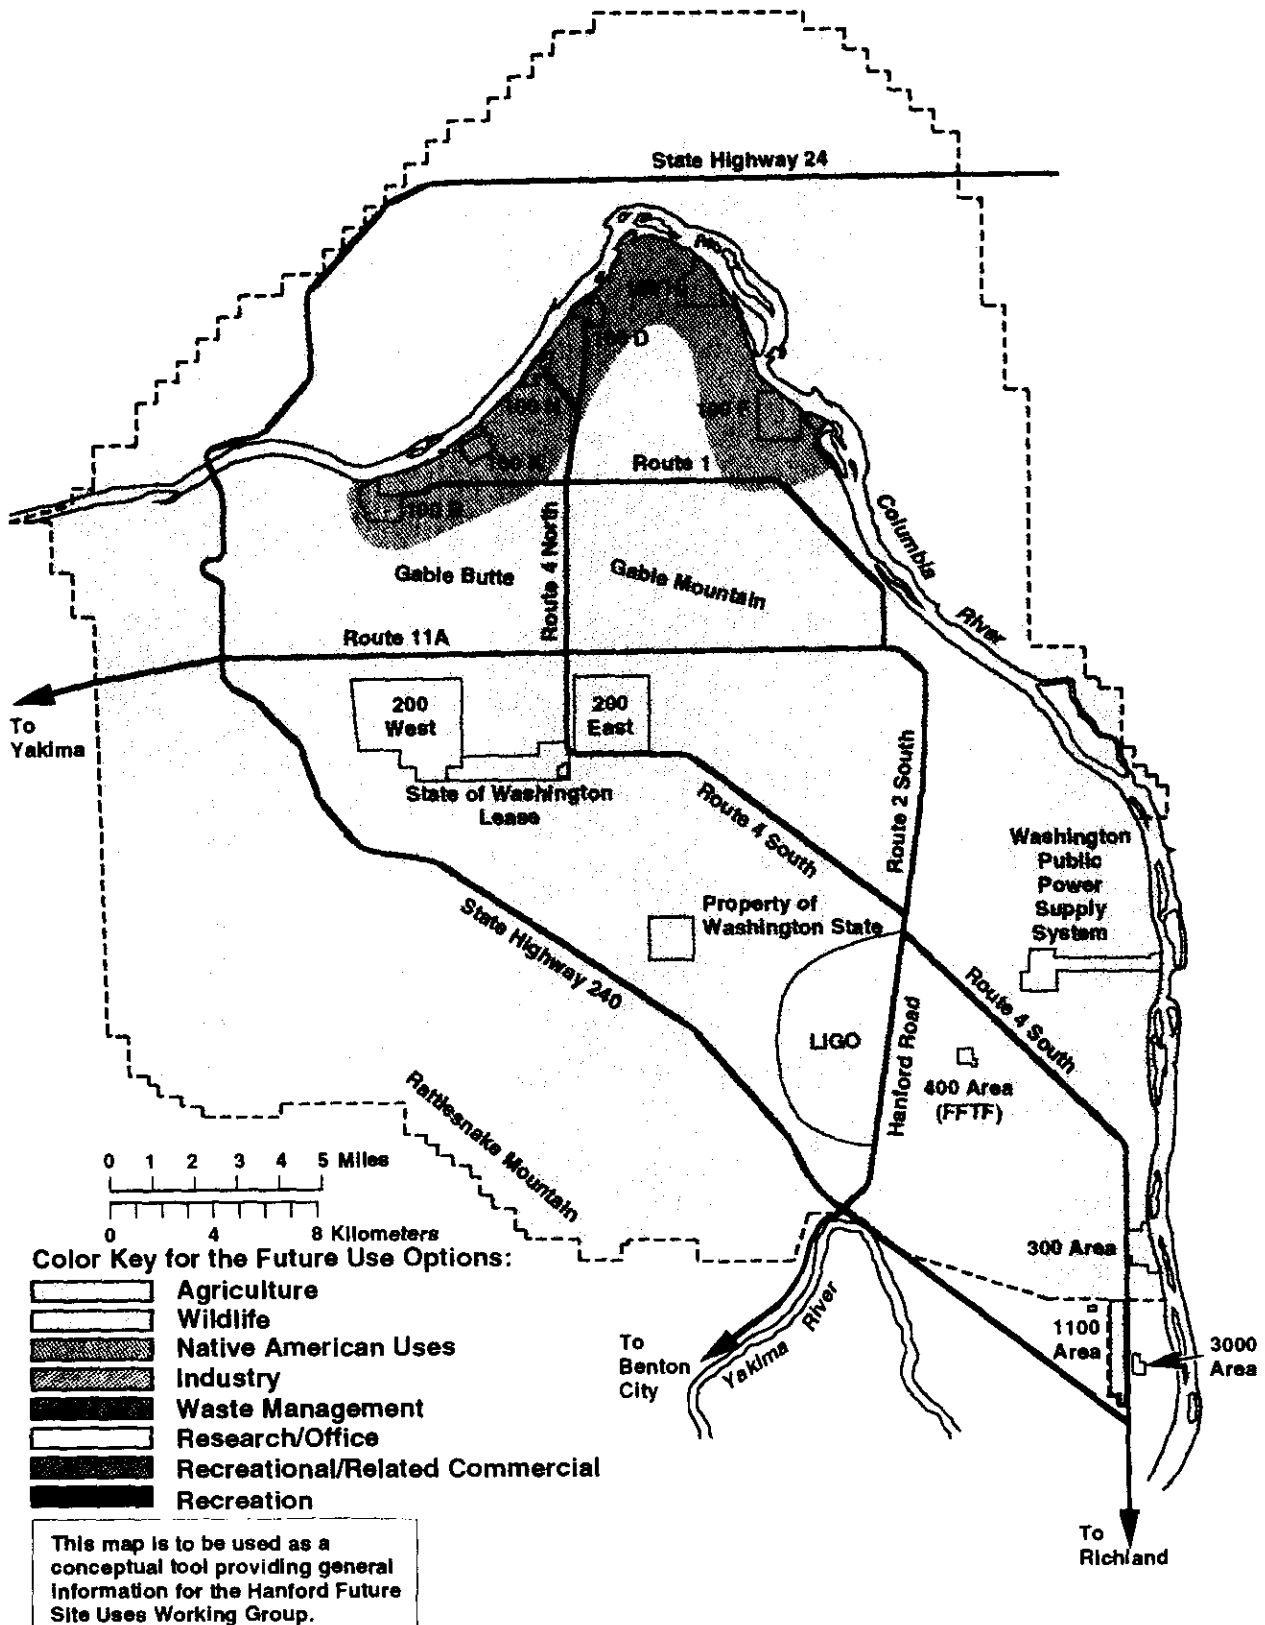 State Highway 24
100 D
100 F
Route 1
100 B
Columbia
River
Gable Butte
Gable Mountain
Route 4 North
Route 11A
To
Yakima
200
West
200
East
State of Washington
Lease
Route 4 South
Route 2 South
Washington
Public
Power
Supply
System
Property of
Washington State
State Highway 240
LIGO
Hanford Road
Route 4 South
400 Area
(FFTF)
Rattlesnake Mountain
0 1 2 3 4 5 Miles
0 4 8 Kilometers
300 Area
1100
Area
3000
Area
To
Benton
City
Yakima
River
To
Richland
Color Key for the Future Use Options:
Agriculture
Wildlife
Native American Uses
Industry
Waste Management
Research/Office
Recreational/Related Commercial
Recreation
This map is to be used as a
conceptual tool providing general
information for the Hanford Future
Site Uses Working Group.